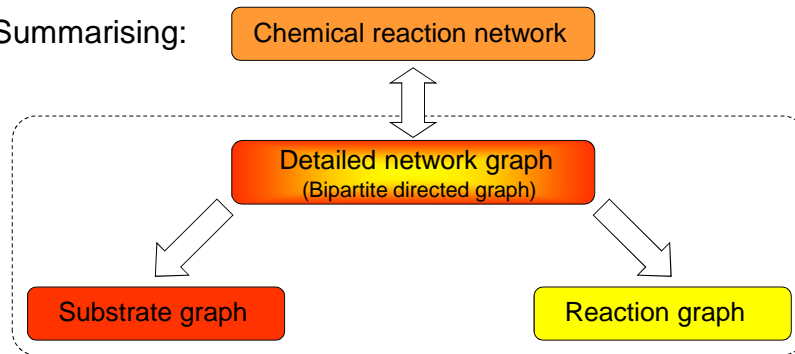 Summarising:
Chemical reaction network
Detailed network graph
(Bipartite directed graph)
Substrate graph
Reaction graph